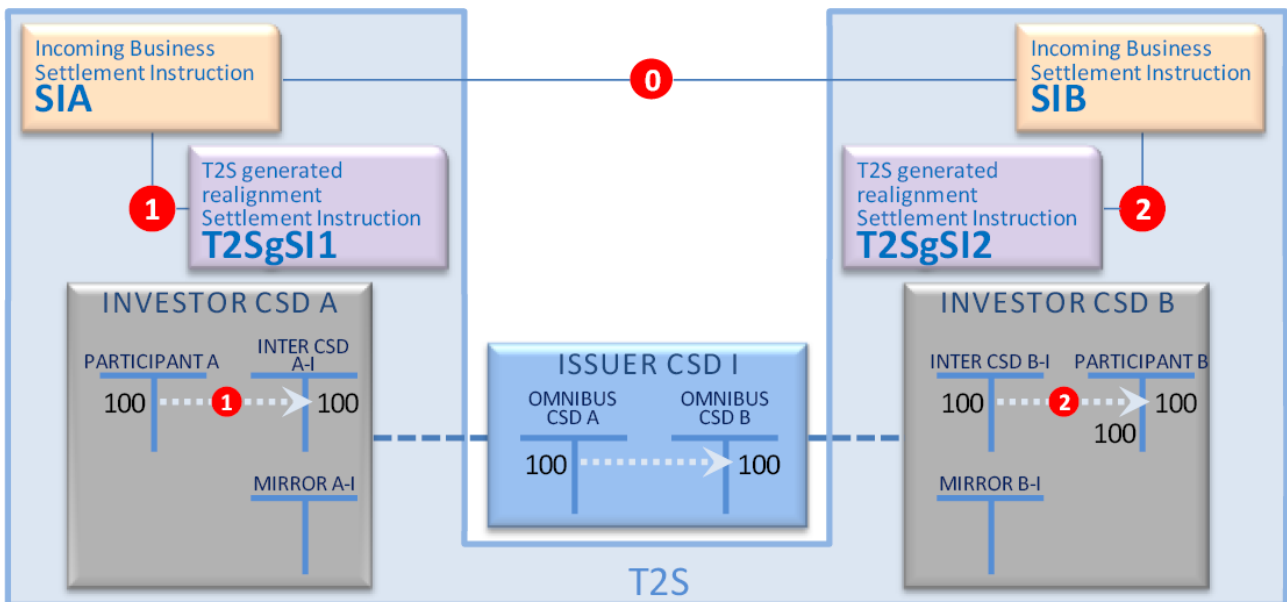 Incoming Business
Settlement Instruction
SIA
0
Incoming Business
Settlement Instruction
SIB
1
T2S generated
realignment
Settlement Instruction
T2SgSI1
T2S generated
realignment
Settlement Instruction
T2SgSI2
2
INVESTOR CSD A
PARTICIPANT A
INTER CSD
A-I
100
1
100
MIRROR A-I
ISSUER CSD I
OMNIBUS
CSD A
OMNIBUS
CSD B
100
100
INVESTOR CSD B
INTER CSD B-I
PARTICIPANT B
100
2
100
100
MIRROR B-I
T2S